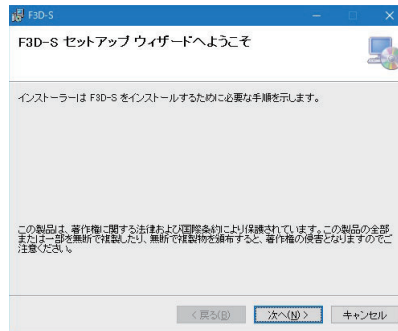 F3D-S
F3D-S セットアップ ウィザードへようこそ
インストーラーは F3D-S をインストールするために必要な手順を示します。
この製品は、著作権に関する法律および国際条約により保護されています。この製品の全部
または一部を無断で複製したり、無断で複製物を頒布すると、著作権の侵害となりますのでご
注意ください。
< 戻る(B)
次へ(N) >
キャンセル